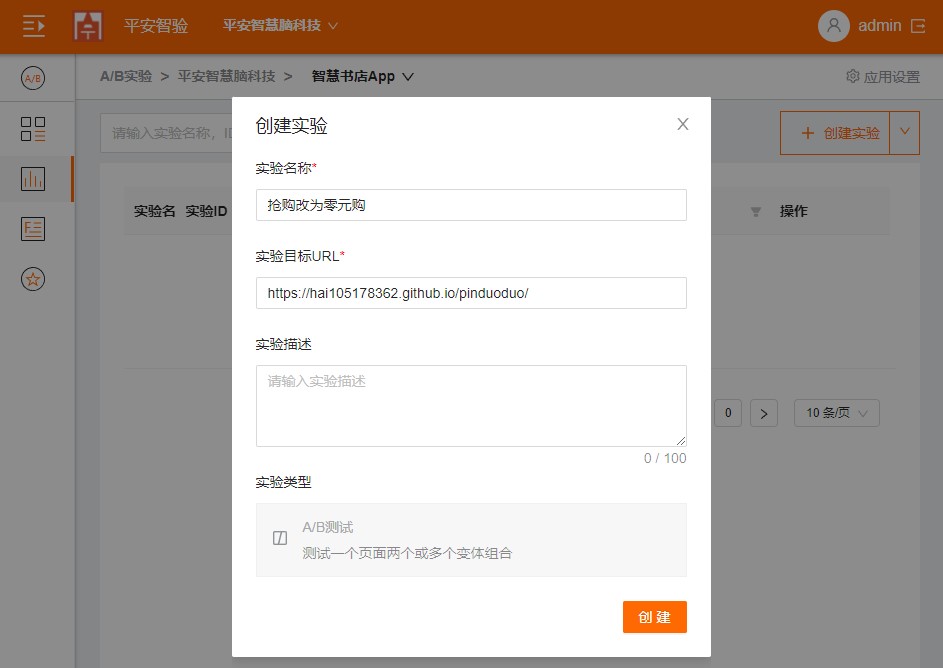 平安智验
平安智慧脑科技
admin
A/B
A/B实验 > 平安智慧脑科技 > 智慧书店App
应用设置
请输入实验名称, ID
+ 创建实验
实验名 实验ID
操作
0
10 条/页
创建实验
实验名称*
抢购改为零元购
实验目标URL*
https://hai105178362.github.io/pinduoduo/
实验描述
请输入实验描述
0 / 100
实验类型
A/B测试
测试一个页面两个或多个变体组合
创 建